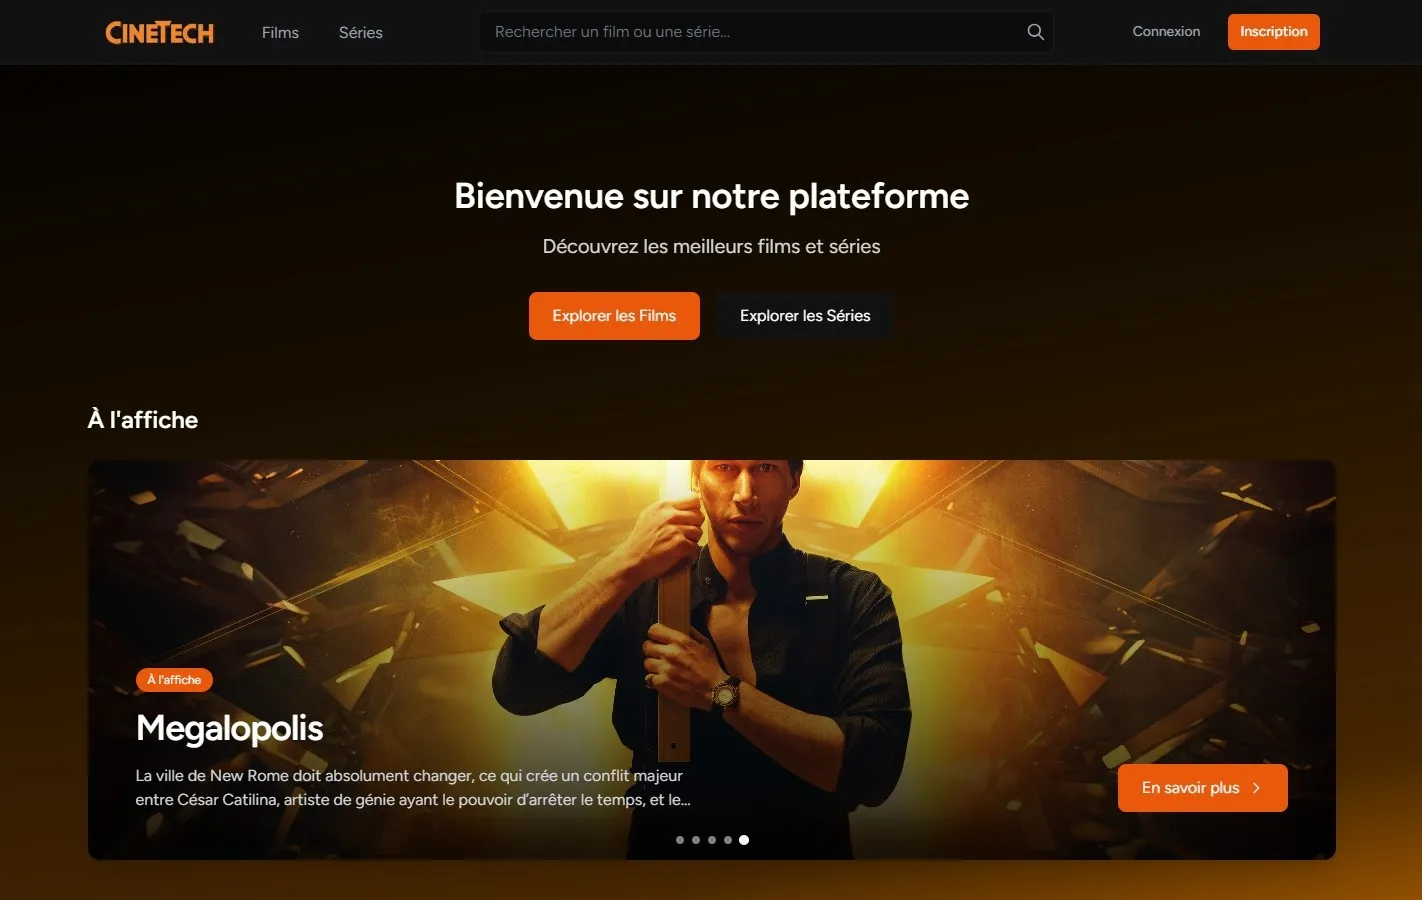 CINETECH
Films
Séries
Rechercher un film ou une série...
Connexion
Inscription
Bienvenue sur notre plateforme
Découvrez les meilleurs films et séries
Explorer les Films
Explorer les Séries
À l'affiche
À l'affiche
Megalopolis
La ville de New Rome doit absolument changer, ce qui crée un conflit majeur
entre César Catilina, artiste de génie ayant le pouvoir d’arrêter le temps, et le...
En savoir plus